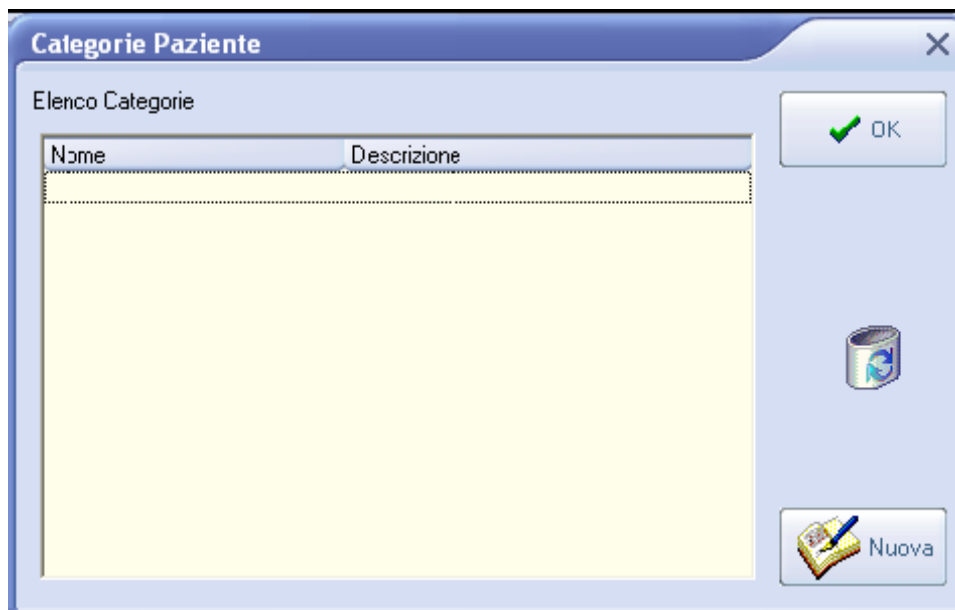 Categorie Paziente
Elenco Categorie
OK
Nome Descrizione
Nuova